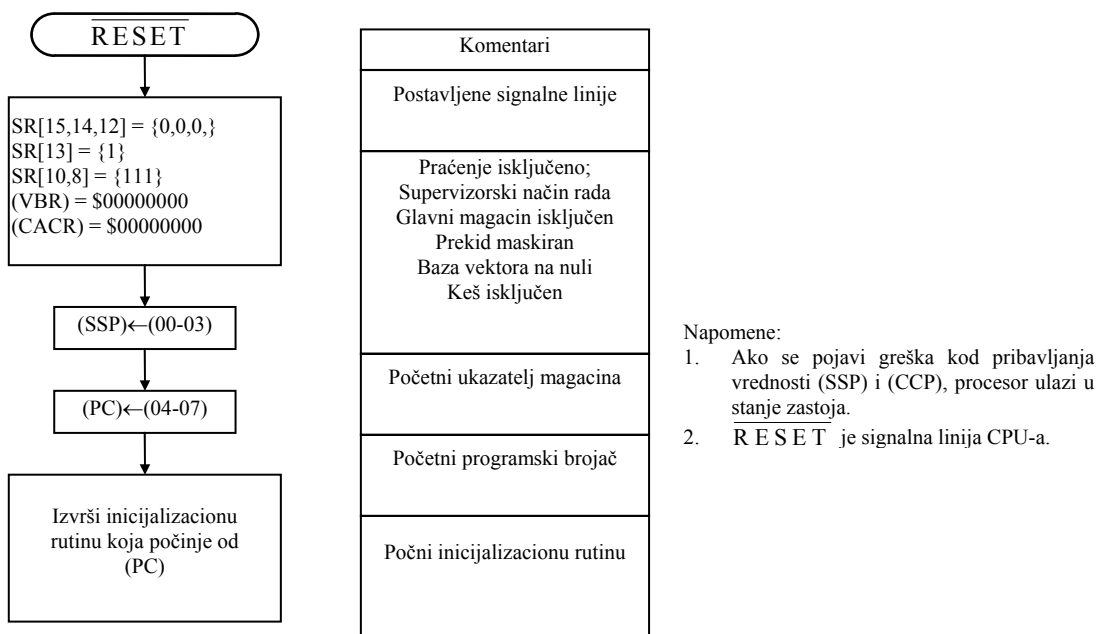 RESET
SR[15,14,12] = {0,0,0,}
SR[13] = {1}
SR[10,8] = {111}
(VBR) = $00000000
(CACR) = $00000000
(SSP)←(00-03)
(PC)←(04-07)
Izvrši inicijalizacionu
rutinu koja počinje od
(PC)
Komentari
Postavljene signalne linije
Praćenje isključeno;
Supervizorski način rada
Glavni magacin isključen
Prekid maskiran
Baza vektora na nuli
Keš isključen
Početni ukazatelj magacina
Početni programski brojač
Počni inicijalizacionu rutinu
Napomene:
1. Ako se pojavi greška kod pribavljanja
vrednosti (SSP) i (CCP), procesor ulazi u
stanje zastoja.
2. RESET je signalna linija CPU-a.